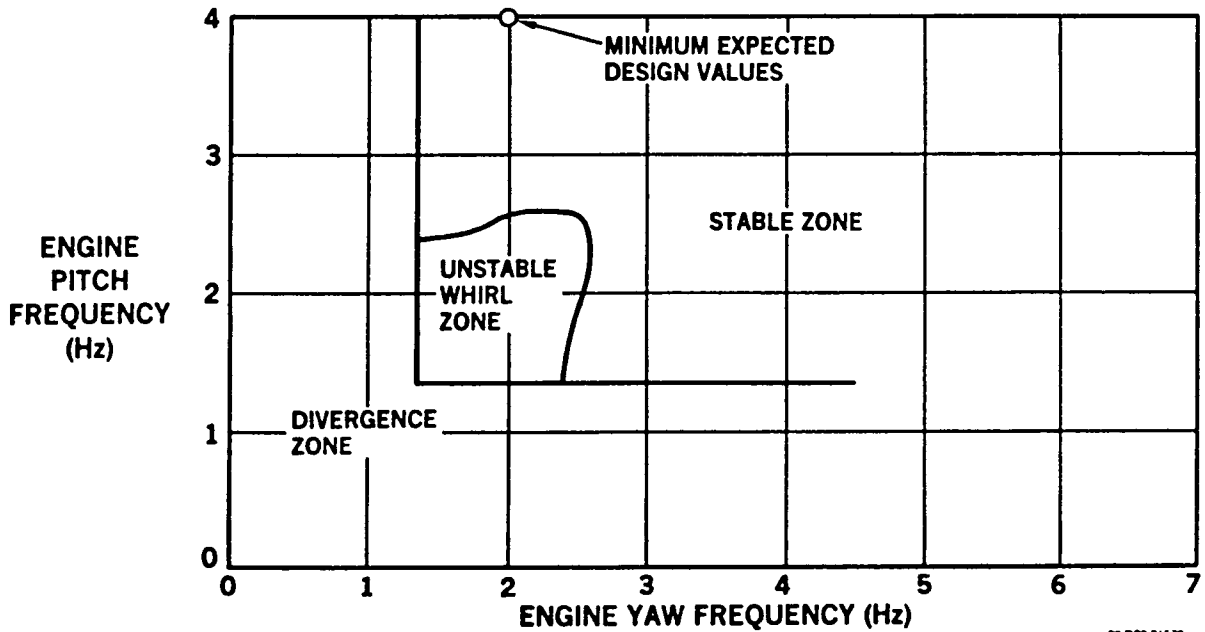 4
MINIMUM EXPECTED
DESIGN VALUES
3
STABLE ZONE
ENGINE
PITCH
FREQUENCY
(Hz)
UNSTABLE
WHIRL
ZONE
2
DIVERGENCE
ZONE
1
0
0 1 2 3 4 5 6 7
ENGINE YAW FREQUENCY (Hz)